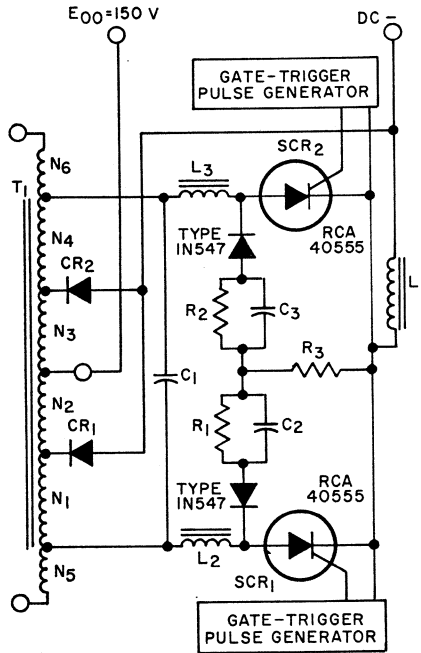 E₀₀=150 V
DC-
GATE-TRIGGER
PULSE GENERATOR
SCR₂
L₃
N₆
T₁
TYPE
IN547
RCA
40555
N₄
CR₂
L
R₂
C₃
N₃
R₃
C₁
N₂
CR₁
R₁
C₂
TYPE
IN547
RCA
40555
N₁
L₂
SCR₁
N₅
GATE-TRIGGER
PULSE GENERATOR